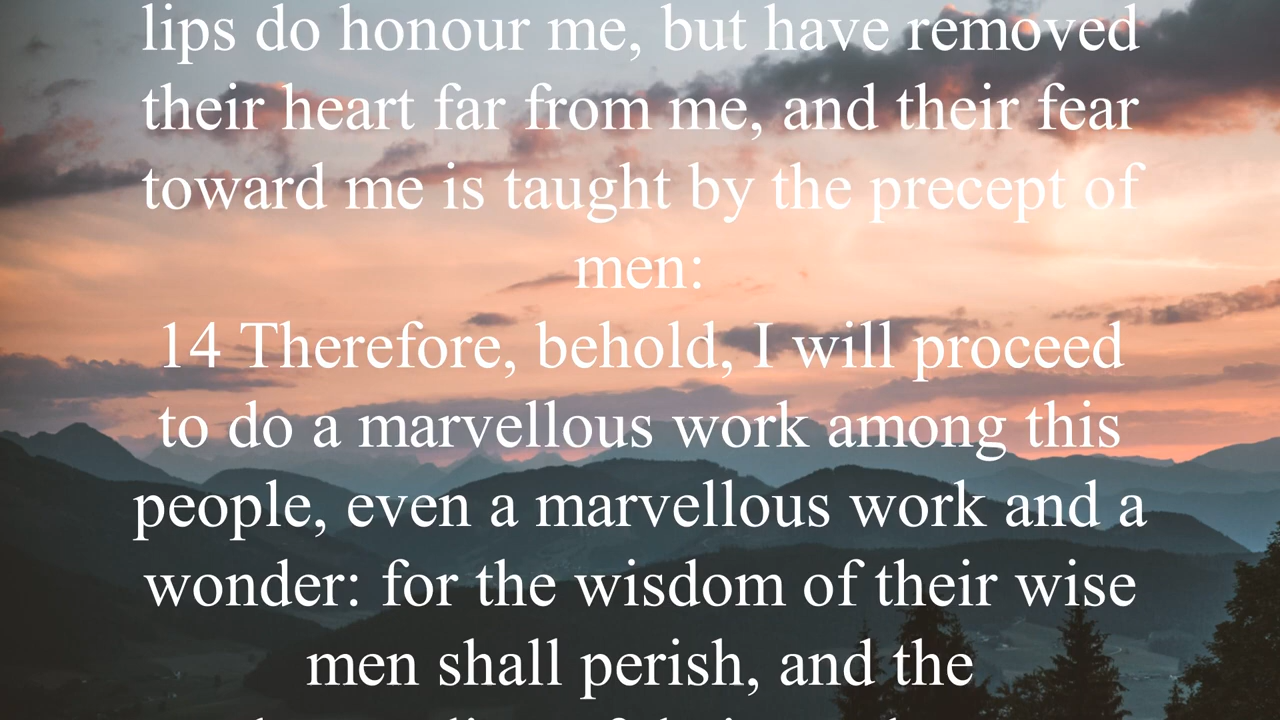 lips do honour me, but have removed
their heart far from me, and their fear
toward me is taught by the precept of
men:
14 Therefore, behold, I will proceed
to do a marvellous work among this
people, even a marvellous work and a
wonder: for the wisdom of their wise
men shall perish, and the